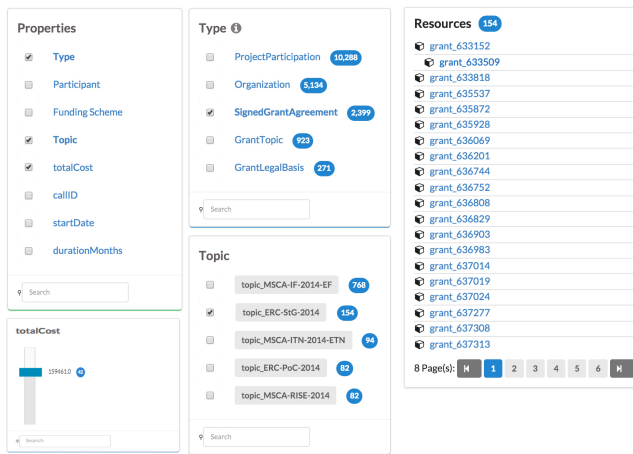 Properties
Type
Participant
Funding Scheme
Topic
totalCost
callID
startDate
durationMonths
Search
totalCost
159461.0 42
Search
Type
ProjectParticipation 10,288
Organization 5,134
SignedGrantAgreement 2,399
GrantTopic 923
GrantLegalBasis 271
Search
Topic
topic_MSCA-IF-2014-EF 768
topic_ERC-StG-2014 154
topic_MSCA-ITN-2014-ETN 94
topic_ERC-PoC-2014 82
topic_MSCA-RISE-2014 82
Search
Resources 154
grant_633152
grant_633509
grant_633818
grant_635537
grant_635872
grant_635928
grant_636069
grant_636201
grant_636744
grant_636752
grant_636808
grant_636829
grant_636903
grant_636983
grant_637014
grant_637019
grant_637024
grant_637277
grant_637308
grant_637313
8 Page(s): 1 2 3 4 5 6